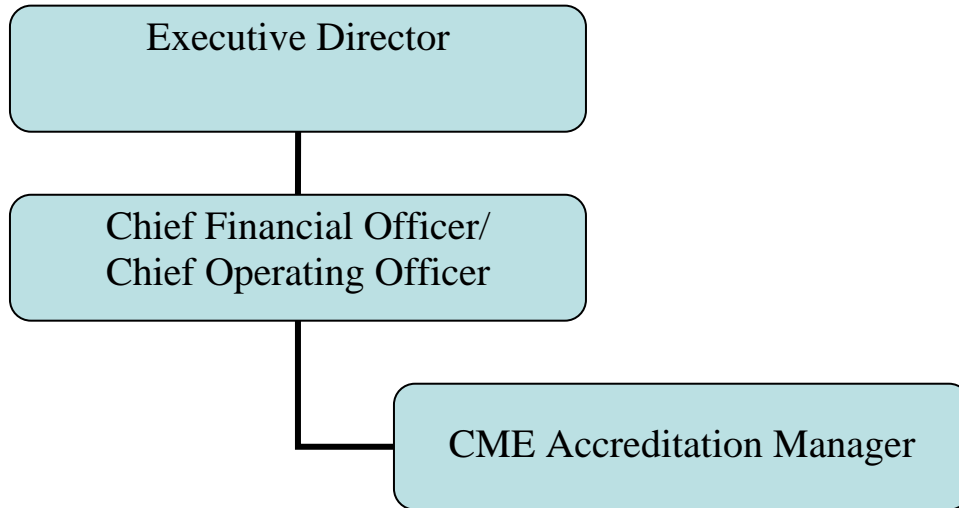 Executive Director
Chief Financial Officer/
Chief Operating Officer
CME Accreditation Manager